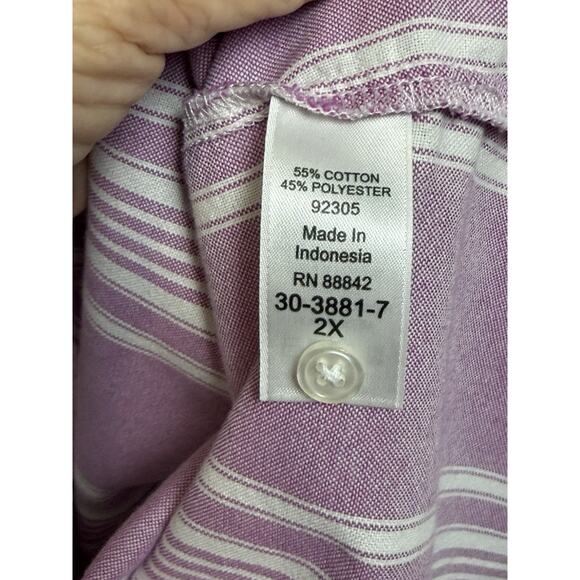 55% COTTON
45% POLYESTER
92305
Made In
Indonesia
RN 88842
30-3881-7
2X